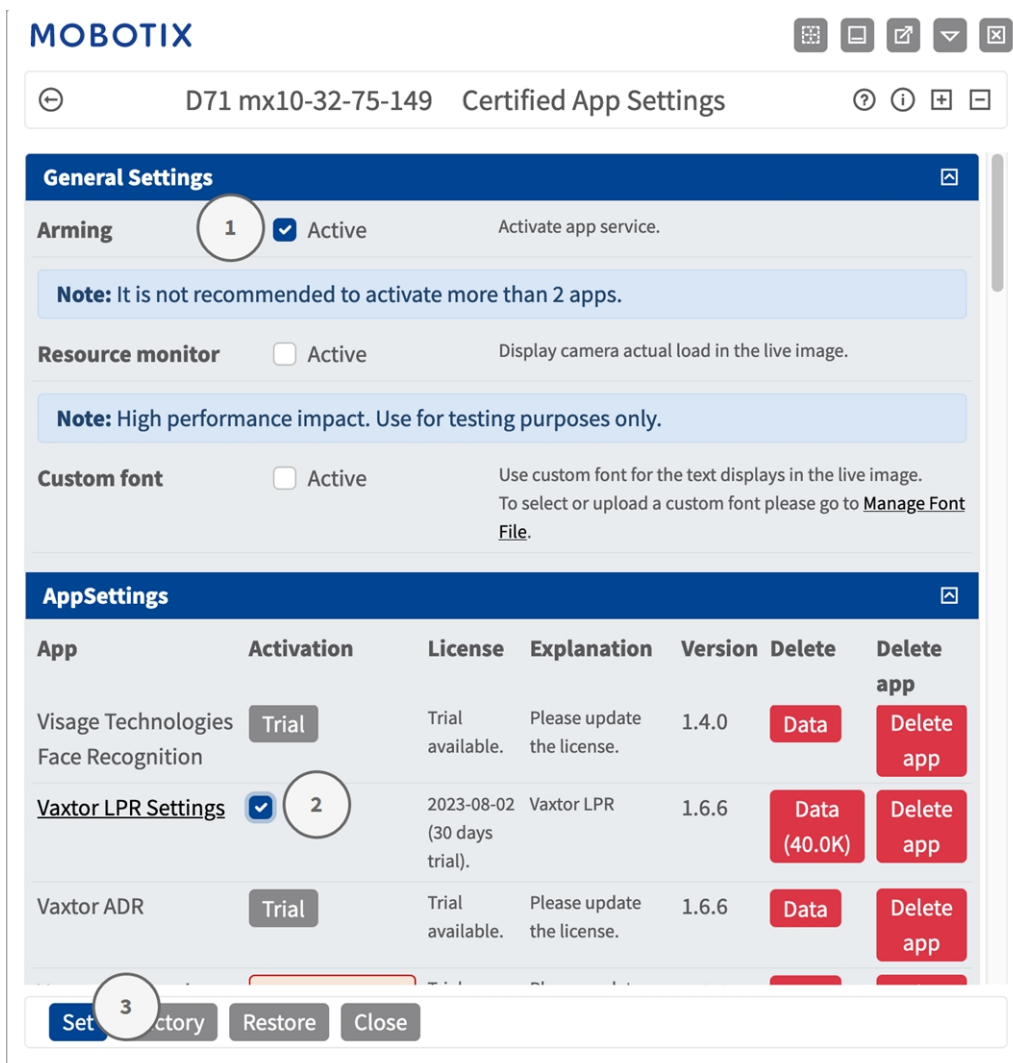 MOBOTIX
D71 mx10-32-75-149 Certified App Settings
General Settings
Arming
1
Active
Activate app service.
Note: It is not recommended to activate more than 2 apps.
Resource monitor
Active
Display camera actual load in the live image.
Note: High performance impact. Use for testing purposes only.
Custom font
Active
Use custom font for the text displays in the live image.
To select or upload a custom font please go to Manage Font
File.
AppSettings
App
Activation
License
Explanation
Version
Delete
Delete
app
Visage Technologies
Face Recognition
Trial
Trial
available.
Please update
the license.
1.4.0
Data
Delete
app
Vaxtor LPR Settings
2
2023-08-02
(30 days
trial).
Vaxtor LPR
1.6.6
Data
(40.0K)
Delete
app
Vaxtor ADR
Trial
Trial
available.
Please update
the license.
1.6.6
Data
Delete
app
Set
3
Restore
Close